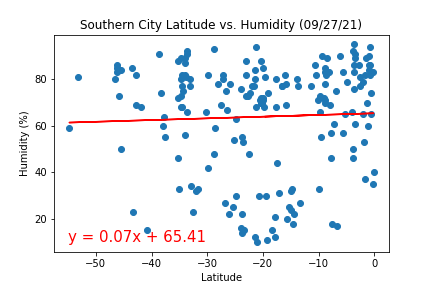 Southern City Latitude vs. Humidity (09/27/21)
Humidity (%)
80
60
40
20
y = 0.07x + 65.41
−50
−40
−30
−20
−10
0
Latitude